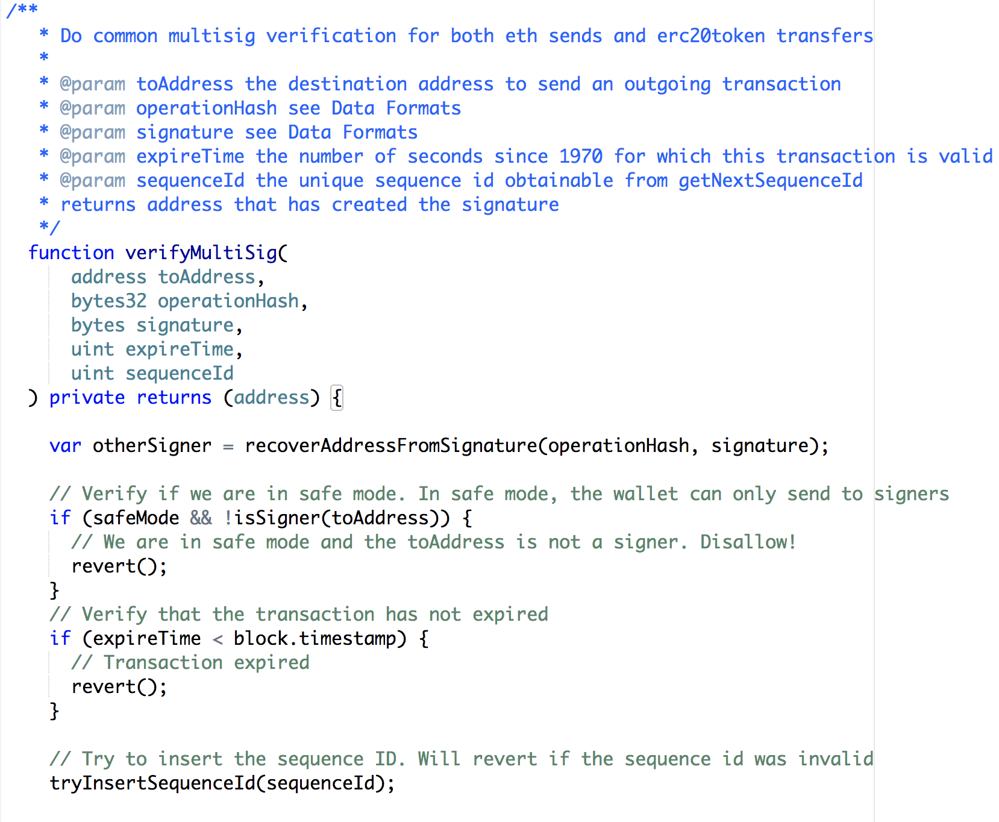 /**
* Do common multisig verification for both eth sends and erc20token transfers
*
* @param toAddress the destination address to send an outgoing transaction
* @param operationHash see Data Formats
* @param signature see Data Formats
* @param expireTime the number of seconds since 1970 for which this transaction is valid
* @param sequenceId the unique sequence id obtainable from getNextSequenceId
* returns address that has created the signature
*/
function verifyMultiSig(
address toAddress,
bytes32 operationHash,
bytes signature,
uint expireTime,
uint sequenceId
) private returns (address) {
var otherSigner = recoverAddressFromSignature(operationHash, signature);
// Verify if we are in safe mode. In safe mode, the wallet can only send to signers
if (safeMode && !isSigner(toAddress)) {
// We are in safe mode and the toAddress is not a signer. Disallow!
revert();
}
// Verify that the transaction has not expired
if (expireTime < block.timestamp) {
// Transaction expired
revert();
}
// Try to insert the sequence ID. Will revert if the sequence id was invalid
tryInsertSequenceId(sequenceId);